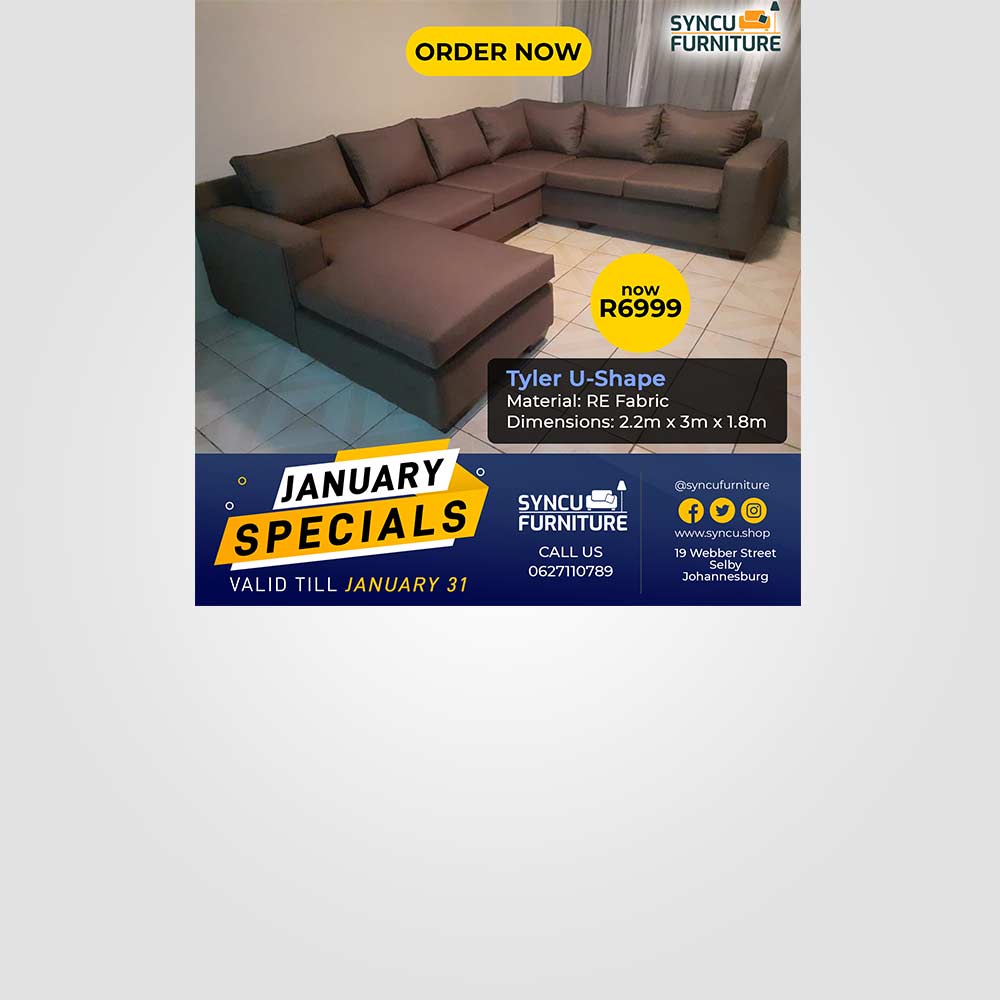 ORDER NOW
SYNCU
FURNITURE
now
R6999
Tyler U-Shape
Material: RE Fabric
Dimensions: 2.2m x 3m x 1.8m
JANUARY
SPECIALS
VALID TILL JANUARY 31
SYNCU
FURNITURE
CALL US
0627110789
@syncufurniture
www.syncu.shop
19 Webber Street
Selby
Johannesburg